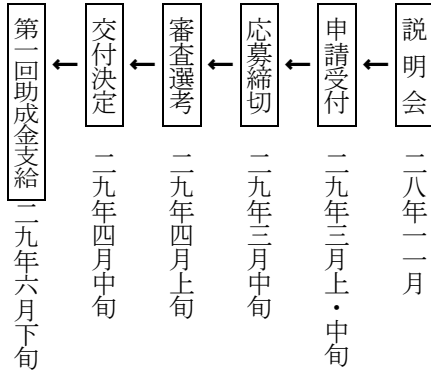 説明会 二八年一一月
申請受付 二九年三月上・中旬
応募締切 二九年三月中旬
審査選考 二九年四月上旬
交付決定 二九年四月中旬
第一回助成金支給 二九年六月下旬